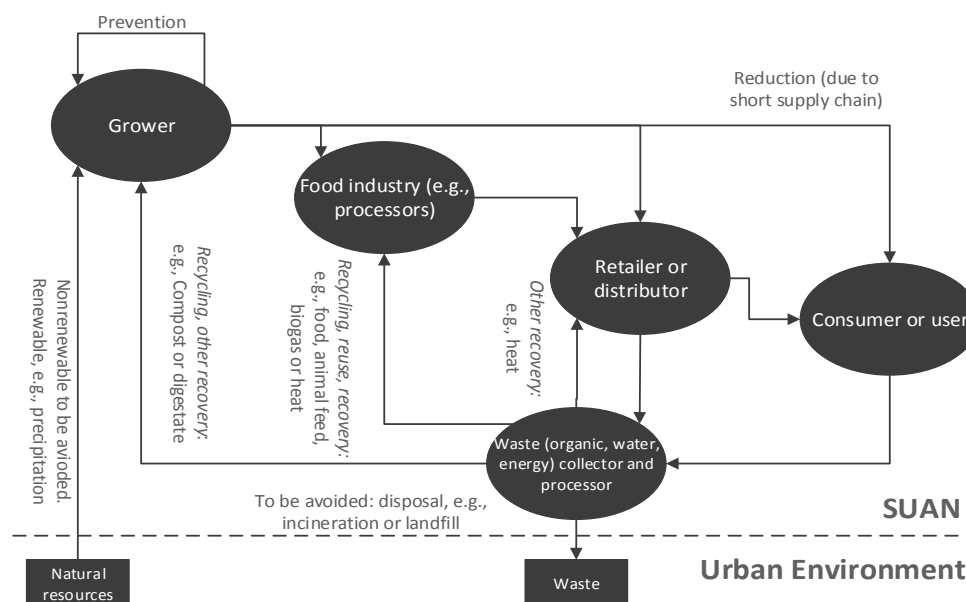 Prevention
Reduction (due to
short supply chain)
Grower
Food industry (e.g.,
processors)
Retailer or
distributor
Consumer or user
Nonrenewable to be avioded.
Renewable, e.g., precipitation
Recycling, other recovery:
e.g., Compost or digestate
Recycling, reuse, recovery:
e.g., food, animal feed,
biogas or heat
Other recovery:
e.g., heat
Waste (organic, water,
energy) collector and
processor
To be avoided: disposal, e.g.,
incineration or landfill
SUAN
Urban Environment
Natural
resources
Waste